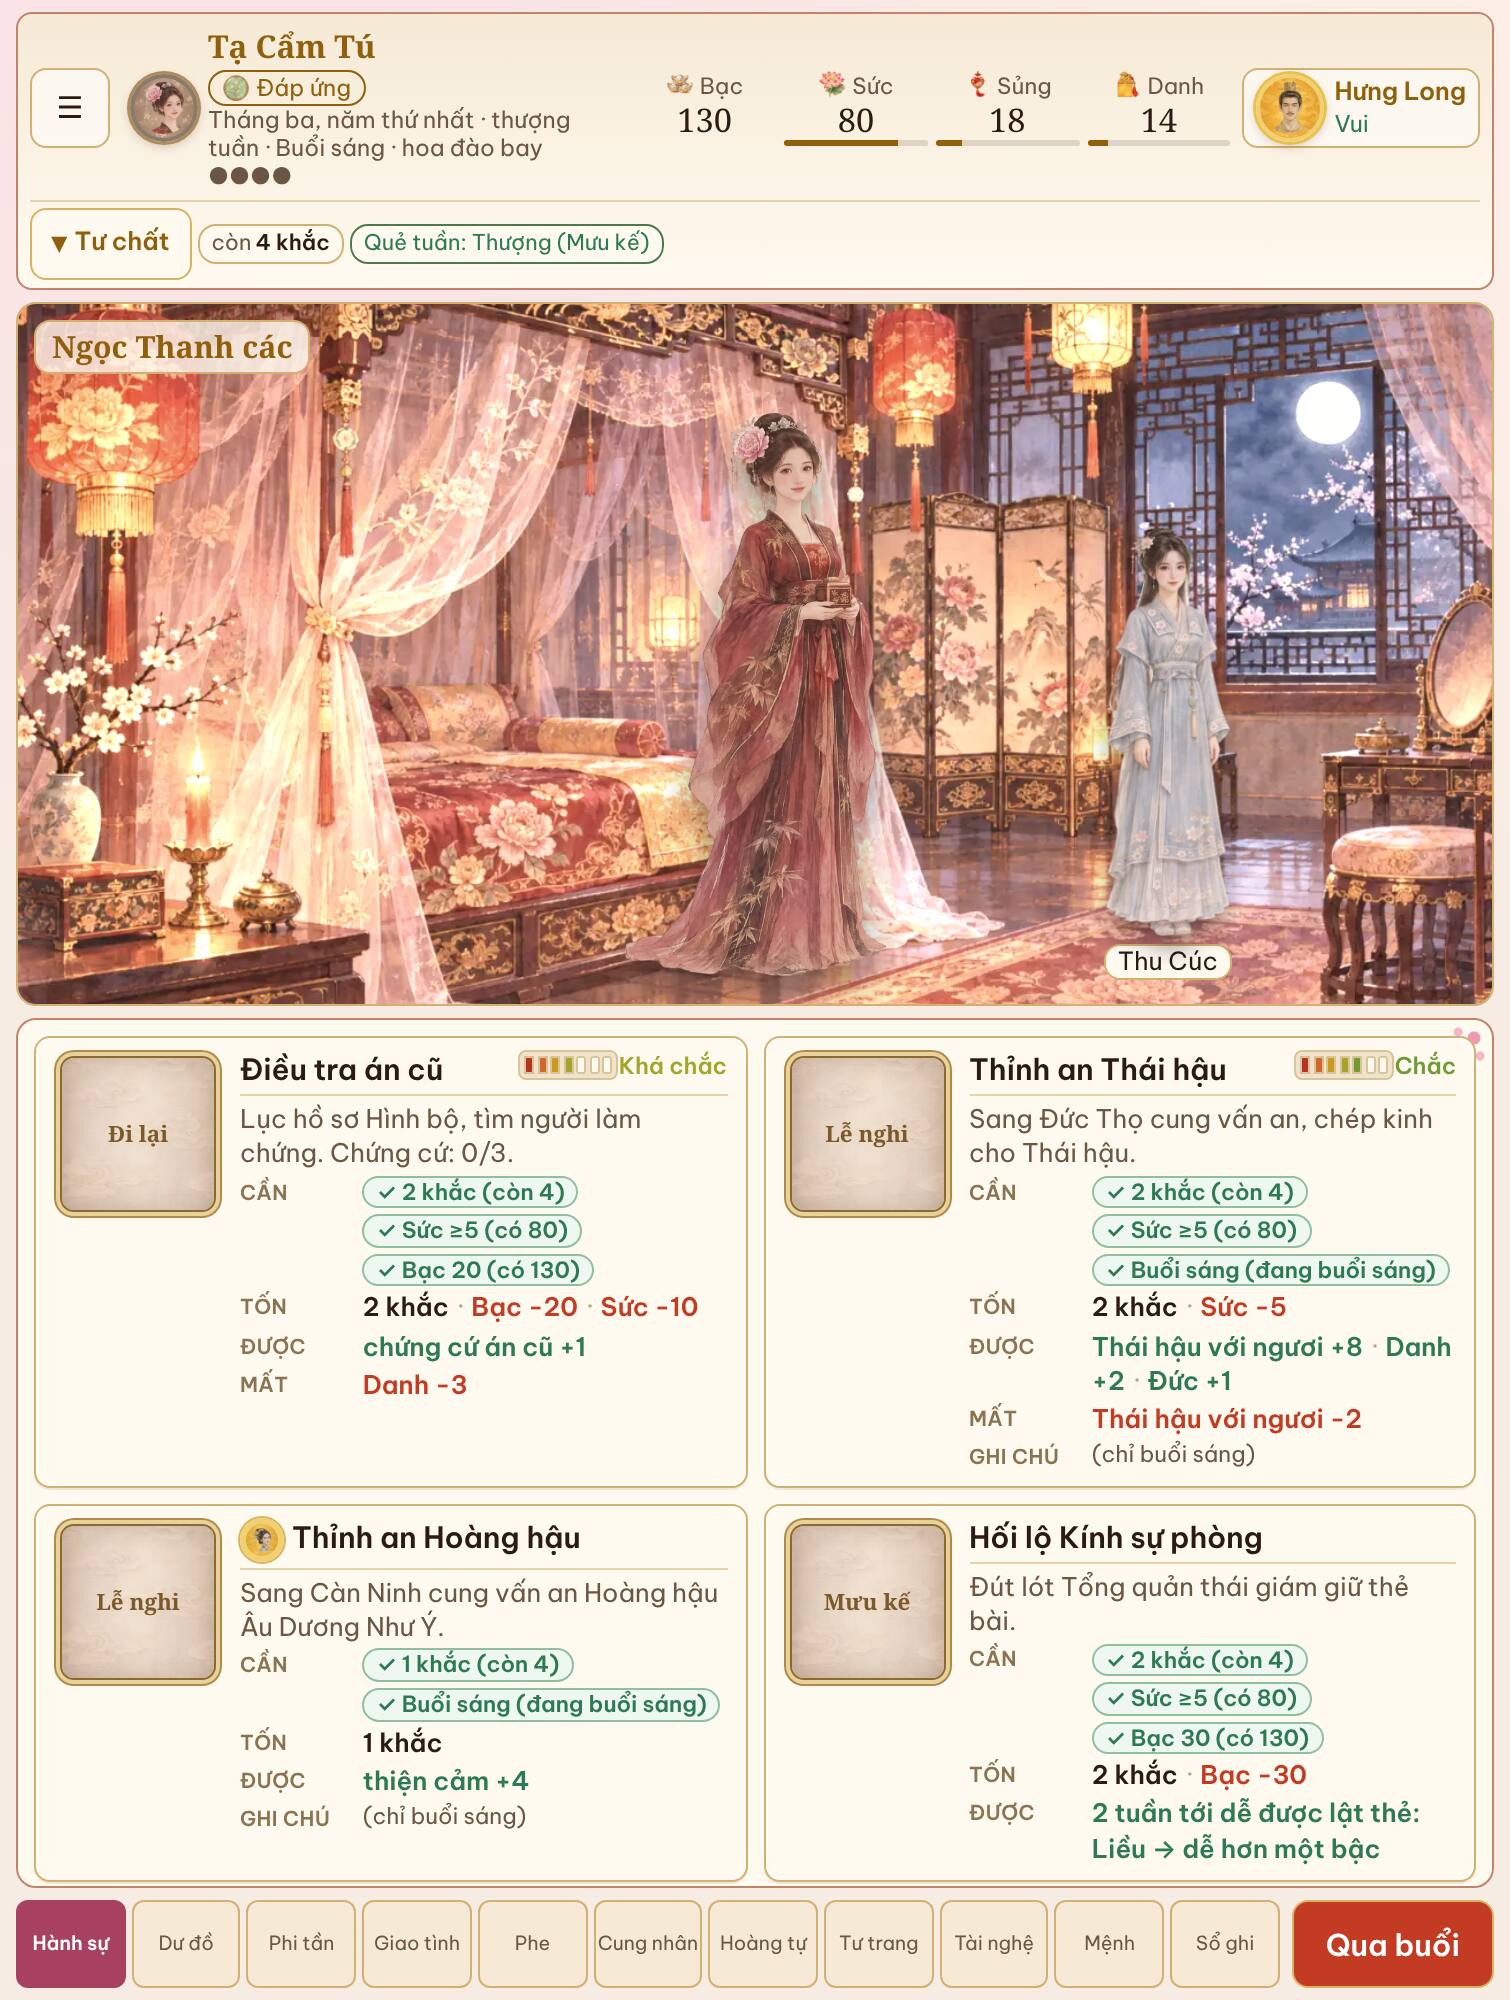 Tạ Cẩm Tú
Đáp ứng
Tháng ba, năm thứ nhất · thượng
tuần · Buổi sáng · hoa đào bay
Bạc
130
Sức
80
Sủng
18
Danh
14
Hưng Long
Vui
▼ Tư chất
còn 4 khắc
Quẻ tuần: Thượng (Mưu kế)
Ngọc Thanh các
Thu Cúc
Đi lại
Điều tra án cũ
Khá chắc
Lục hồ sơ Hình bộ, tìm người làm
chứng. Chứng cứ: 0/3.
CẦN
✓ 2 khắc (còn 4)
✓ Sức ≥5 (có 80)
✓ Bạc 20 (có 130)
TỐN
2 khắc · Bạc -20 · Sức -10
ĐƯỢC
chứng cứ án cũ +1
MẤT
Danh -3
Lễ nghi
Thỉnh an Thái hậu
Chắc
Sang Đức Thọ cung vấn an, chép kinh
cho Thái hậu.
CẦN
✓ 2 khắc (còn 4)
✓ Sức ≥5 (có 80)
✓ Buổi sáng (đang buổi sáng)
TỐN
2 khắc · Sức -5
ĐƯỢC
Thái hậu với ngươi +8 · Danh
+2 · Đức +1
MẤT
Thái hậu với ngươi -2
GHI CHÚ
(chỉ buổi sáng)
Lễ nghi
Thỉnh an Hoàng hậu
Sang Càn Ninh cung vấn an Hoàng hậu
Âu Dương Như Ý.
CẦN
✓ 1 khắc (còn 4)
✓ Buổi sáng (đang buổi sáng)
TỐN
1 khắc
ĐƯỢC
thiện cảm +4
GHI CHÚ
(chỉ buổi sáng)
Mưu kế
Hối lộ Kính sự phòng
Đút lót Tổng quản thái giám giữ thẻ
bài.
CẦN
✓ 2 khắc (còn 4)
✓ Sức ≥5 (có 80)
✓ Bạc 30 (có 130)
TỐN
2 khắc · Bạc -30
ĐƯỢC
2 tuần tới dễ được lật thẻ:
Liều → dễ hơn một bậc
Hành sự
Dư đồ
Phi tần
Giao tình
Phe
Cung nhân
Hoàng tự
Tư trang
Tài nghệ
Mệnh
Sổ ghi
Qua buổi